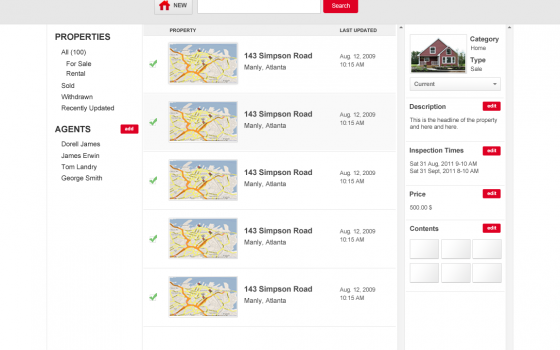 NEW
Search
PROPERTIES
All (100)
For Sale
Rental
Sold
Withdrawn
Recently Updated
AGENTS
add
Dorell James
James Erwin
Tom Landry
George Smith
PROPERTY
LAST UPDATED
143 Simpson Road
Manly, Atlanta
Aug. 12, 2009
10:15 AM
143 Simpson Road
Manly, Atlanta
Aug. 12, 2009
10:15 AM
143 Simpson Road
Manly, Atlanta
Aug. 12, 2009
10:15 AM
143 Simpson Road
Manly, Atlanta
Aug. 12, 2009
10:15 AM
143 Simpson Road
Manly, Atlanta
Aug. 12, 2009
10:15 AM
Category
Home
Type
Sale
Current
Description
edit
This is the headline of the property
and here and here.
Inspection Times
edit
Sat 31 Aug, 2011 9-10 AM
Sat 31 Sept, 2011 8-10 AM
Price
edit
500.00 $
Contents
edit